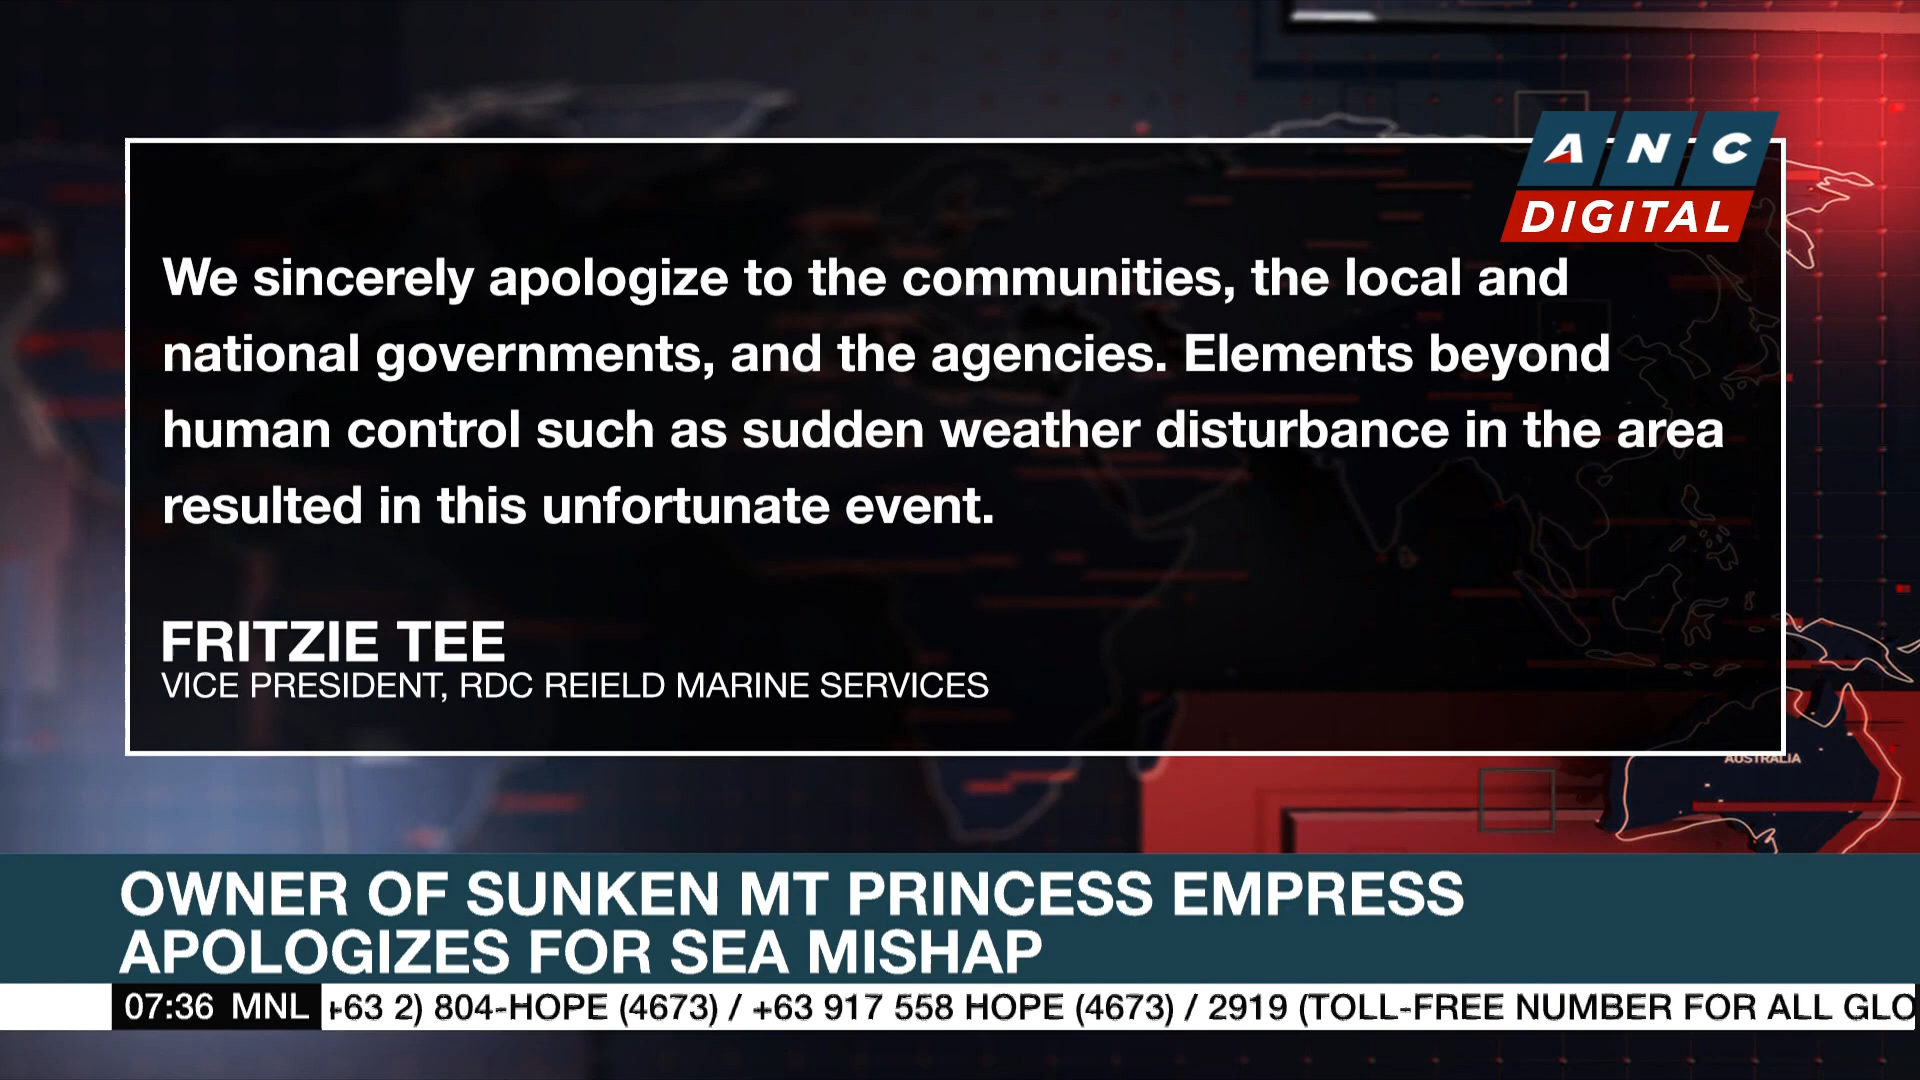 ANC
DIGITAL
We sincerely apologize to the communities, the local and
national governments, and the agencies. Elements beyond
human control such as sudden weather disturbance in the area
resulted in this unfortunate event.
FRITZIE TEE
VICE PRESIDENT, RDC REIELD MARINE SERVICES
AUSTRALIA
OWNER OF SUNKEN MT PRINCESS EMPRESS
APOLOGIZES FOR SEA MISHAP
07:36 MNL +63 2) 804-HOPE (4673) / +63 917 558 HOPE (4673) / 2919 (TOLL-FREE NUMBER FOR ALL GLO